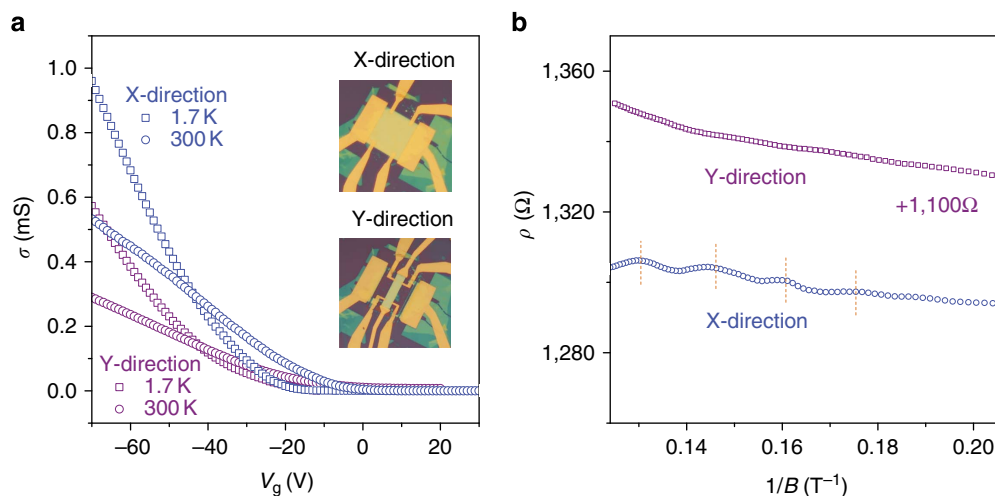 a
X-direction
1.7 K
300 K
X-direction
Y-direction
Y-direction
1.7 K
300 K
σ (mS)
1.0
0.8
0.6
0.4
0.2
0.0
−60
−40
−20
0
20
V_g (V)
b
ρ (Ω)
1,360
1,320
1,280
Y-direction
+1,100Ω
X-direction
0.14
0.16
0.18
0.20
1/B (T⁻¹)